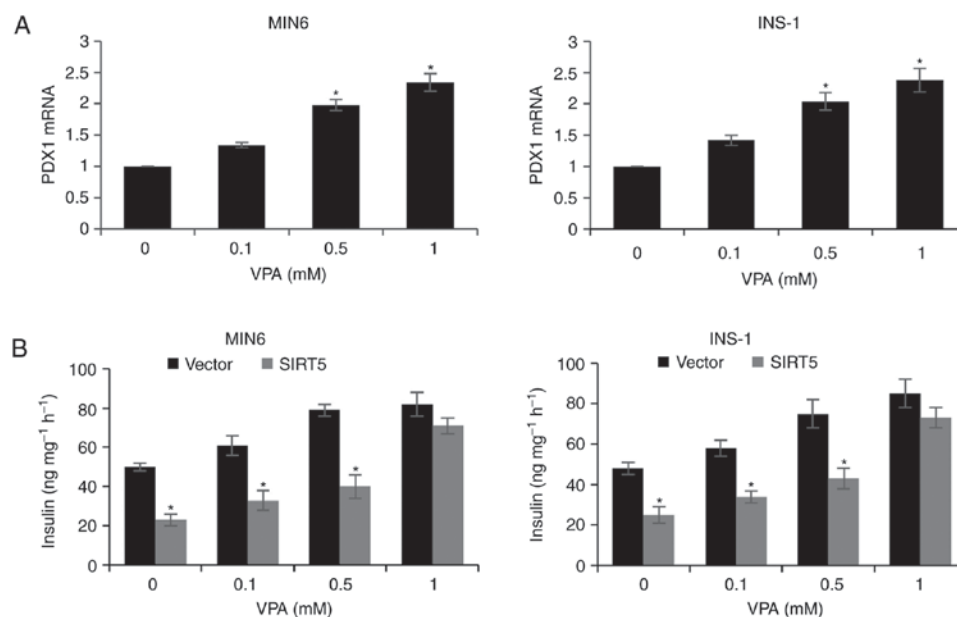 A
MIN6
PDX1 mRNA
3
2.5
2
1.5
1
0.5
0
*
*
0 0.1 0.5 1
VPA (mM)
INS-1
PDX1 mRNA
3
2.5
2
1.5
1
0.5
0
*
*
0 0.1 0.5 1
VPA (mM)
B
MIN6
Vector SIRT5
Insulin (ng mg⁻¹ h⁻¹)
100
80
60
40
20
0
*
*
*
0 0.1 0.5 1
VPA (mM)
INS-1
Vector SIRT5
Insulin (ng mg⁻¹ h⁻¹)
100
80
60
40
20
0
*
*
*
0 0.1 0.5 1
VPA (mM)